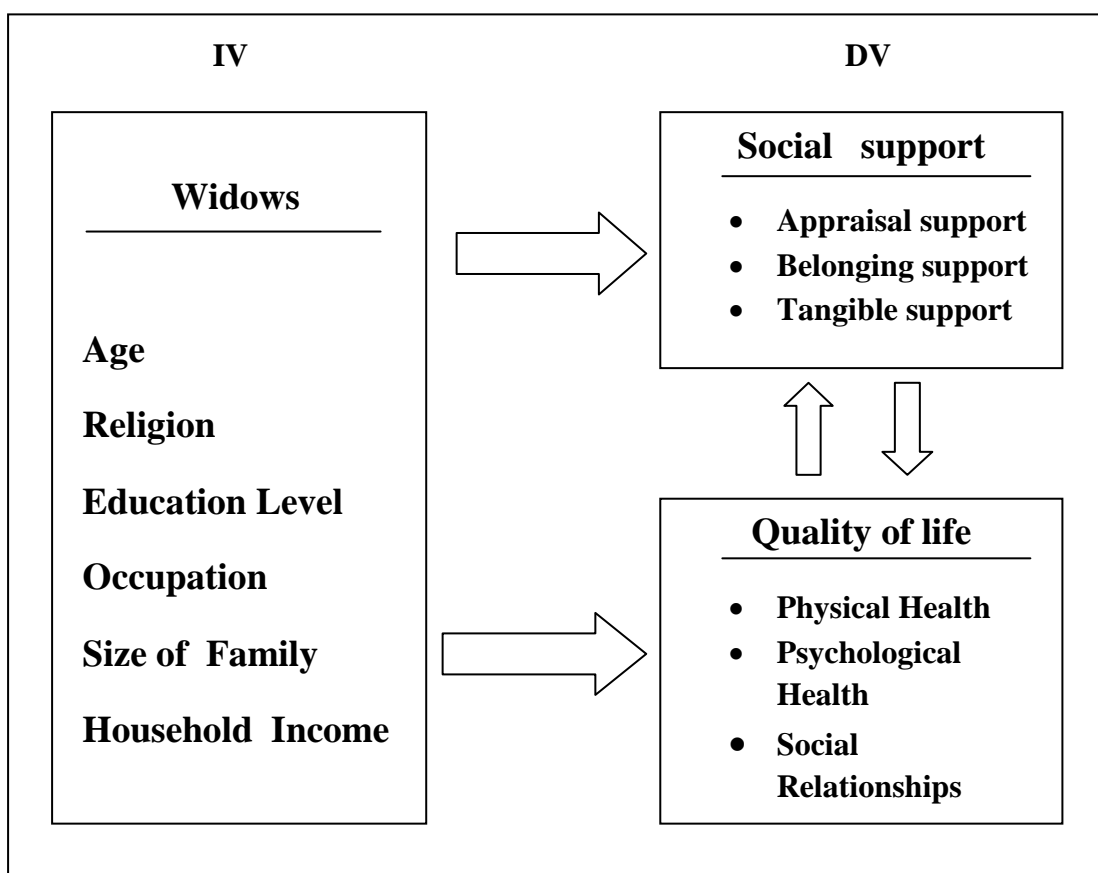 IV
DV
Widows
Age
Religion
Education Level
Occupation
Size of Family
Household Income
Social support
• Appraisal support
• Belonging support
• Tangible support
Quality of life
• Physical Health
• Psychological
Health
• Social
Relationships